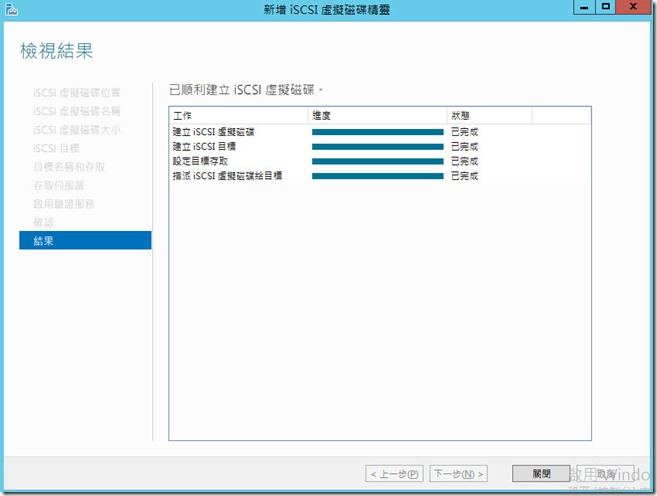 新增 iSCSI 虛擬磁碟精靈
檢視結果
iSCSI 虛擬磁碟位置
iSCSI 虛擬磁碟名稱
iSCSI 虛擬磁碟大小
iSCSI 目標
目標名稱和存取
存取伺服器
啟用驗證服務
確認
結果
已順利建立 iSCSI 虛擬磁碟。
工作 進度 狀態
建立 iSCSI 虛擬磁碟 已完成
建立 iSCSI 目標 已完成
設定目標存取 已完成
指派 iSCSI 虛擬磁碟給目標 已完成
< 上一步(P) 下一步(N) > 關閉 取消
啟用 Windo